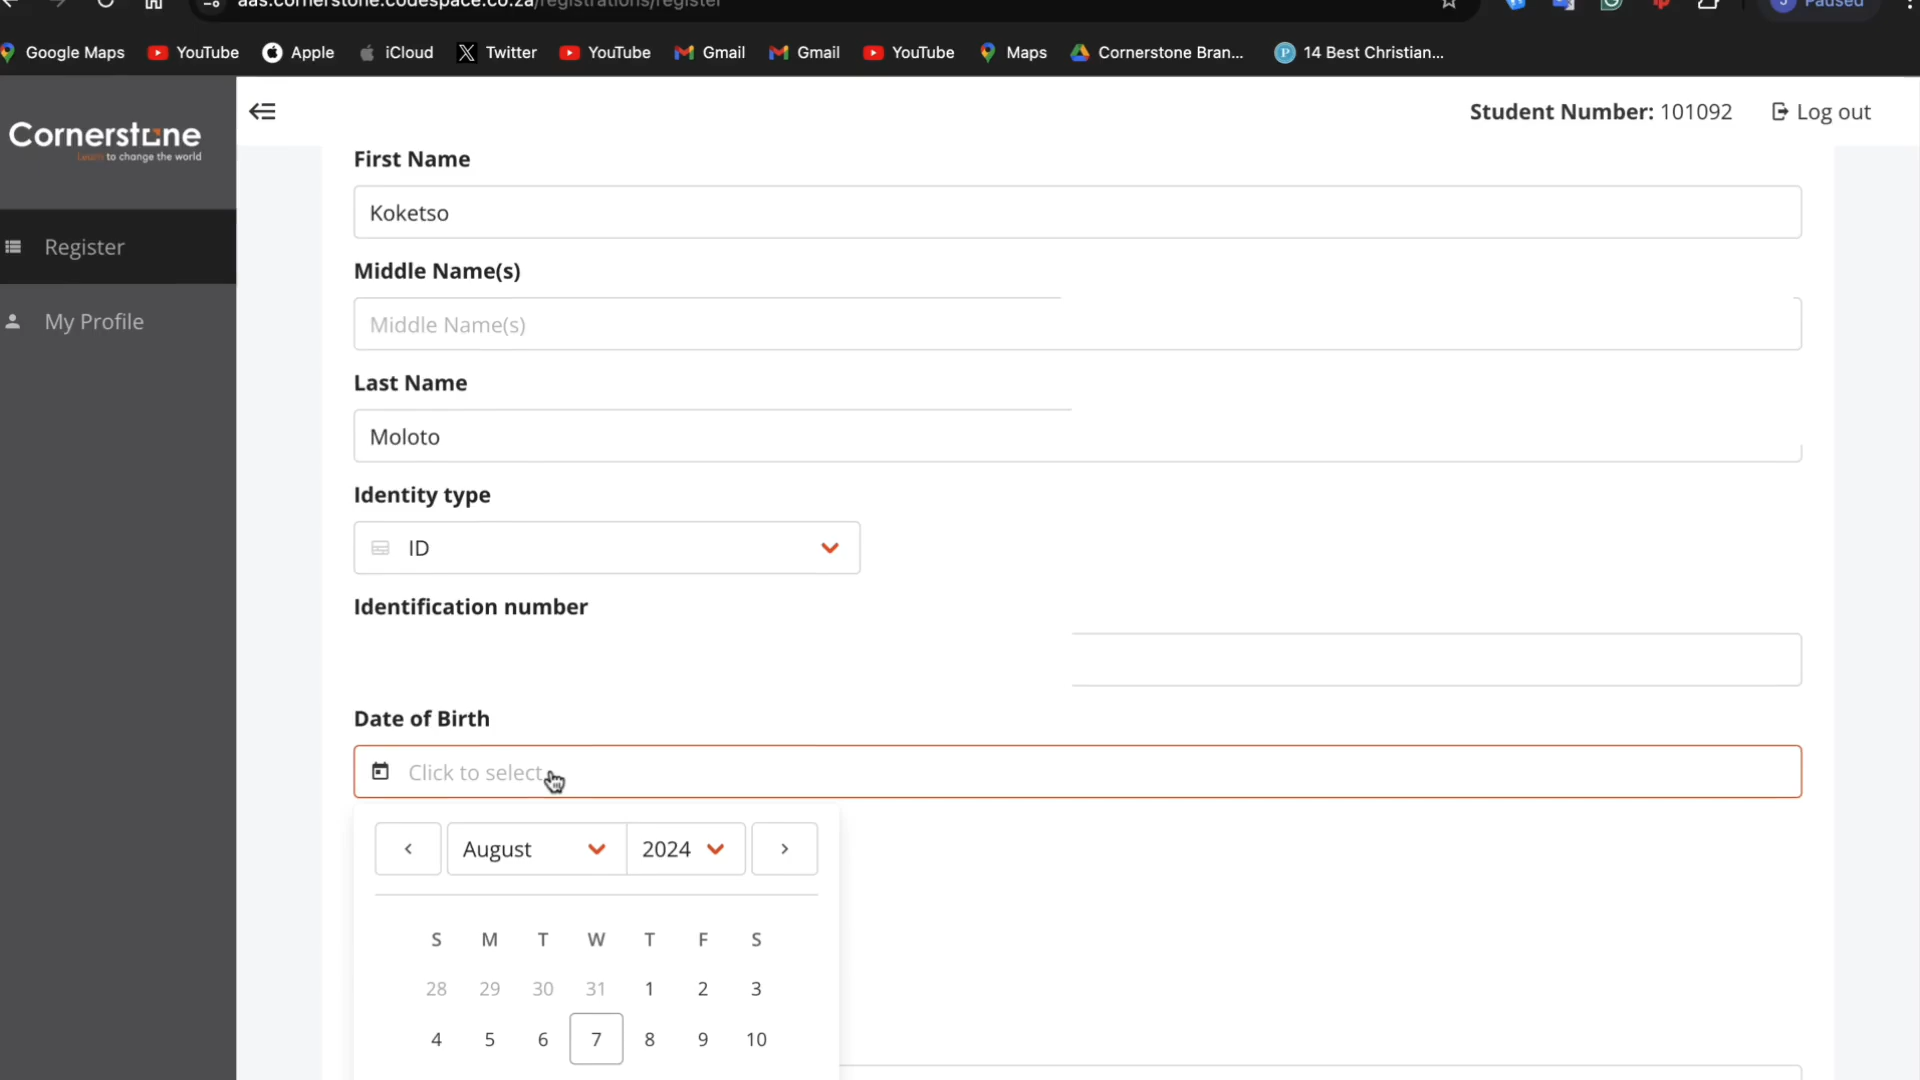 aas.cornerstone.codespace.co.za/registrations/register
Paused
Google Maps
YouTube
Apple
iCloud
Twitter
YouTube
Gmail
Gmail
YouTube
Maps
Cornerstone Bran...
14 Best Christian...
Cornerstone
Learn to change the world
Student Number: 101092
Log out
Register
My Profile
First Name
Koketso
Middle Name(s)
Middle Name(s)
Last Name
Moloto
Identity type
ID
Identification number
Date of Birth
Click to select
August 2024
S M T W T F S
28 29 30 31 1 2 3
4 5 6 7 8 9 10